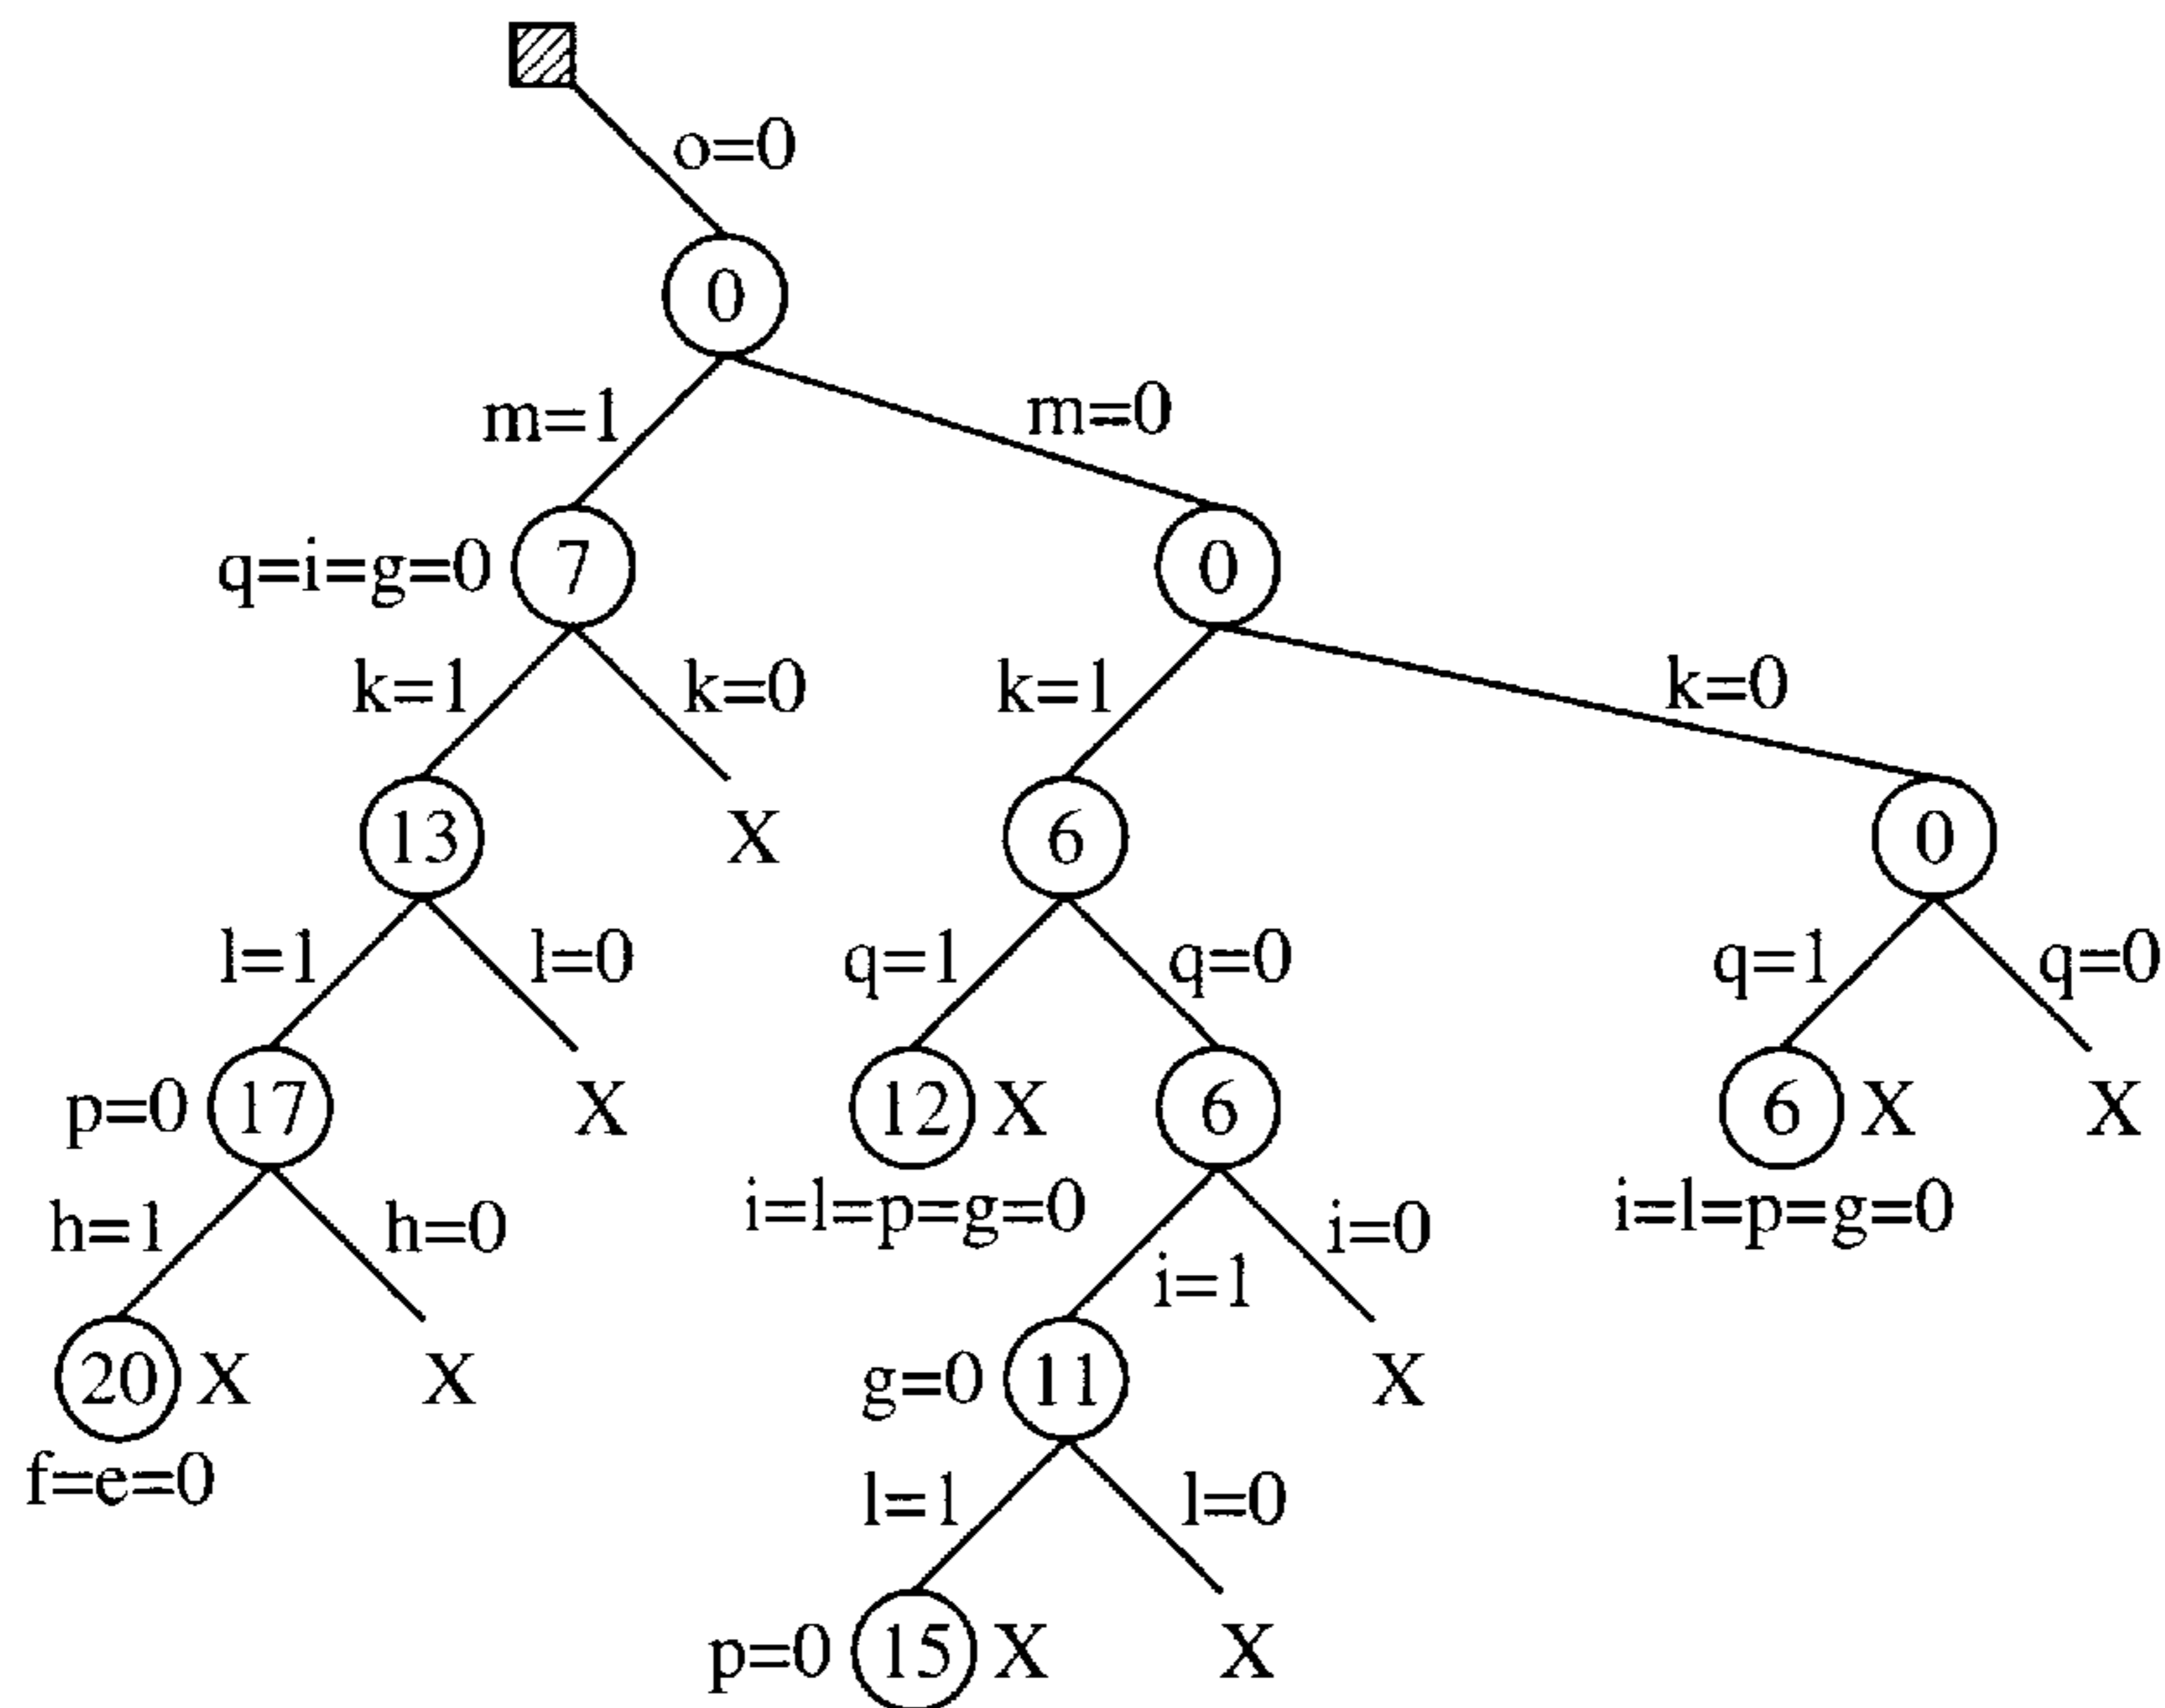 o=0
0
m=1 m=0
q=i=g=0 7 0
k=1 k=0 k=1 k=0
13 X 6 0
l=1 l=0 q=1 q=0 q=1 q=0
p=0 17 X 12 X 6 6 X X
i=l=p=g=0 i=l=p=g=0
h=1 h=0 i=1 i=0
20 X X g=0 11 X
f=e=0
l=1 l=0
p=0 15 X X